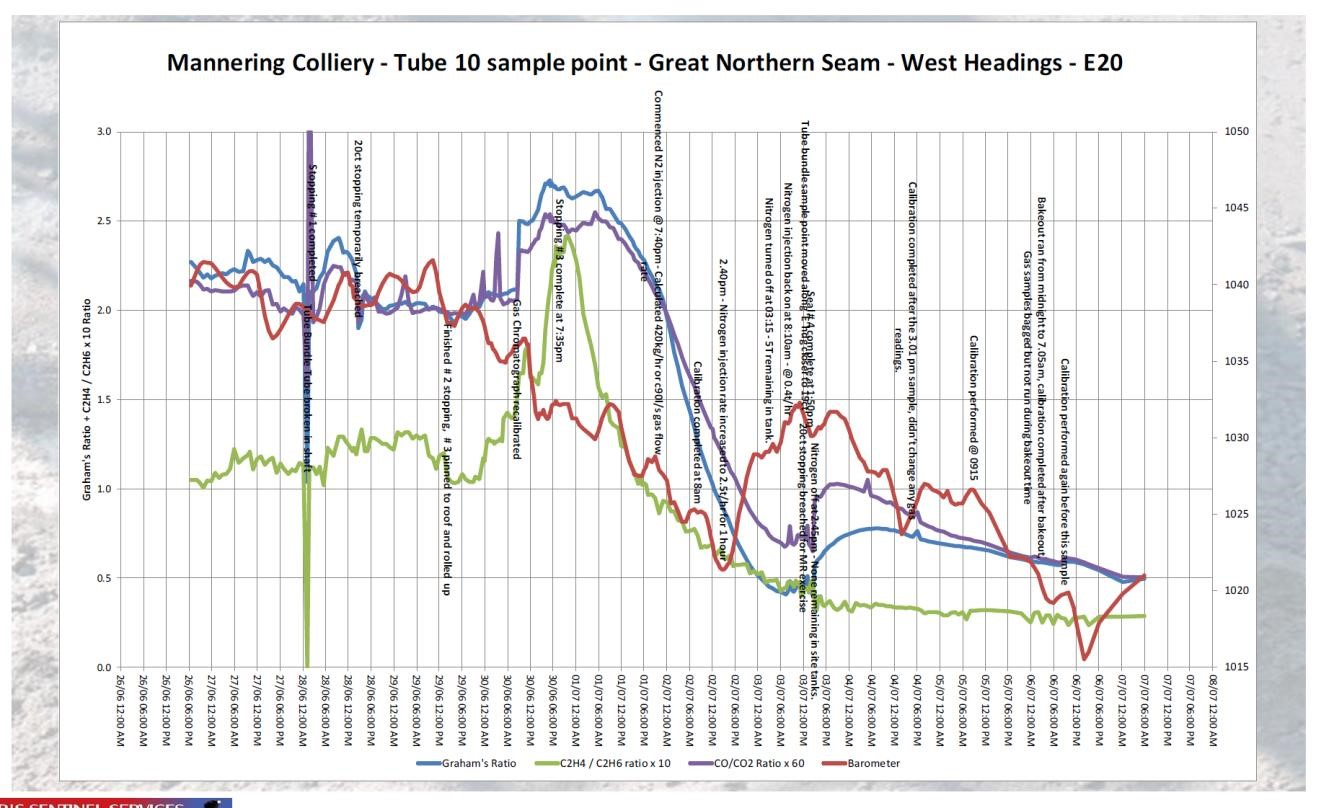 Mannering Colliery - Tube 10 sample point - Great Northern Seam - West Headings - E20
Graham's Ratio + C2H4 / C2H6 x 10 Ratio
3.0
2.5
2.0
1.5
1.0
0.5
0.0
Stopping # 1 completed
Tube Bundle Tube broken in shaft
20ct stopping temporarily breached
Finished # 2 stopping, # 3 pined to roof and rolled up
Gas Chromatograph recalibrated
Stopping #3 complete at 7:35pm
Commenced N2 injection @ 7:40pm- Calculated 420kg/hr or c90l/s gas flow
rate
Calibration completed at 8am
2.40pm - Nitrogen injection rate increased to 2.5t/hr for 1 hour
Nitrogen turned off at 03:15 - 5T remaining in tank.
Nitrogen injection back on at 8:10am - @ 0.4t/hr
Tube bundle sample point moved along
Seal # 4 complete at 1:50pm
20ct stopping breached for MR exercise
Nitrogen off at 2:45pm - None remaining in site tanks.
Calibration completed after the 3.01 pm sample, didn't change any gas
readings.
Calibration performed @ 0915
Gas samples bagged but not run during bakeout time
Bakeout ran from midnight to 7.05am, calibration completed after bakeout
Calibration performed again before this sample
1050
1045
1040
1035
1030
1025
1020
1015
26/06 12:00 AM
26/06 06:00 AM
26/06 12:00 PM
26/06 06:00 PM
27/06 12:00 AM
27/06 06:00 AM
27/06 12:00 PM
27/06 06:00 PM
28/06 12:00 AM
28/06 06:00 AM
28/06 12:00 PM
28/06 06:00 PM
29/06 12:00 AM
29/06 06:00 AM
29/06 12:00 PM
29/06 06:00 PM
30/06 12:00 AM
30/06 06:00 AM
30/06 12:00 PM
30/06 06:00 PM
01/07 12:00 AM
01/07 06:00 AM
01/07 12:00 PM
01/07 06:00 PM
02/07 12:00 AM
02/07 06:00 AM
02/07 12:00 PM
02/07 06:00 PM
03/07 12:00 AM
03/07 06:00 AM
03/07 12:00 PM
03/07 06:00 PM
04/07 12:00 AM
04/07 06:00 AM
04/07 12:00 PM
04/07 06:00 PM
05/07 12:00 AM
05/07 06:00 AM
05/07 12:00 PM
05/07 06:00 PM
06/07 12:00 AM
06/07 06:00 AM
06/07 12:00 PM
06/07 06:00 PM
07/07 12:00 AM
07/07 06:00 AM
07/07 12:00 PM
07/07 06:00 PM
08/07 12:00 AM
Graham's Ratio
C2H4 / C2H6 ratio x 10
CO/CO2 Ratio x 60
Barometer
SENTINEL SERVICES